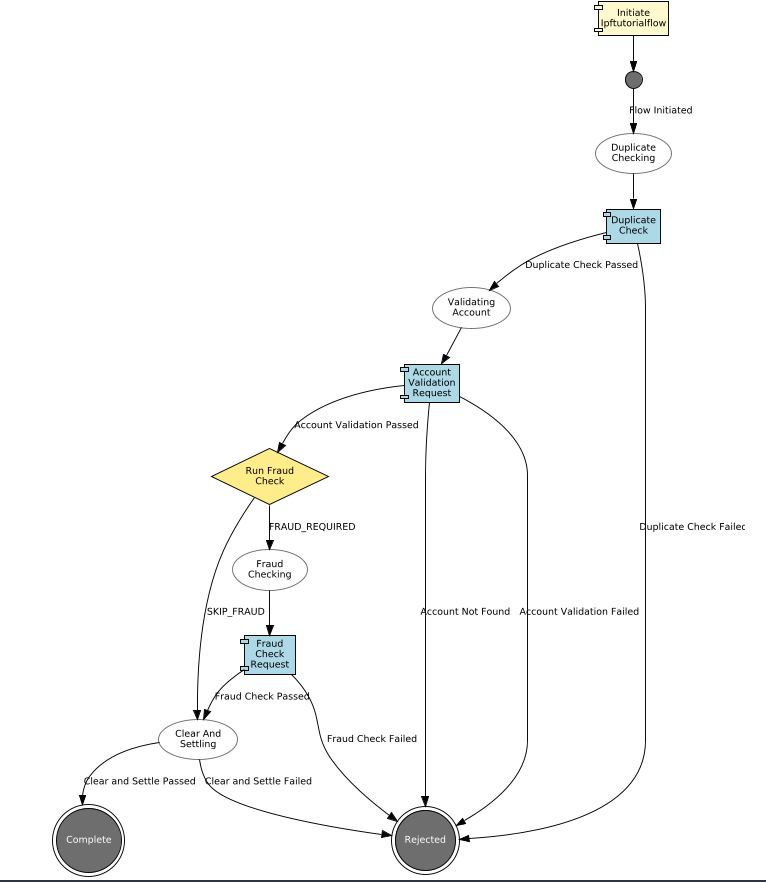 Initiate
Ipftutorialflow
Flow Initiated
Duplicate
Checking
Duplicate
Check
Duplicate Check Passed
Validating
Account
Account
Validation
Request
Account Validation Passed
Run Fraud
Check
FRAUD_REQUIRED
Duplicate Check Failed
Fraud
Checking
SKIP_FRAUD
Account Not Found
Account Validation Failed
Fraud
Check
Request
Fraud Check Passed
Clear And
Settling
Fraud Check Failed
Clear and Settle Passed
Clear and Settle Failed
Complete
Rejected